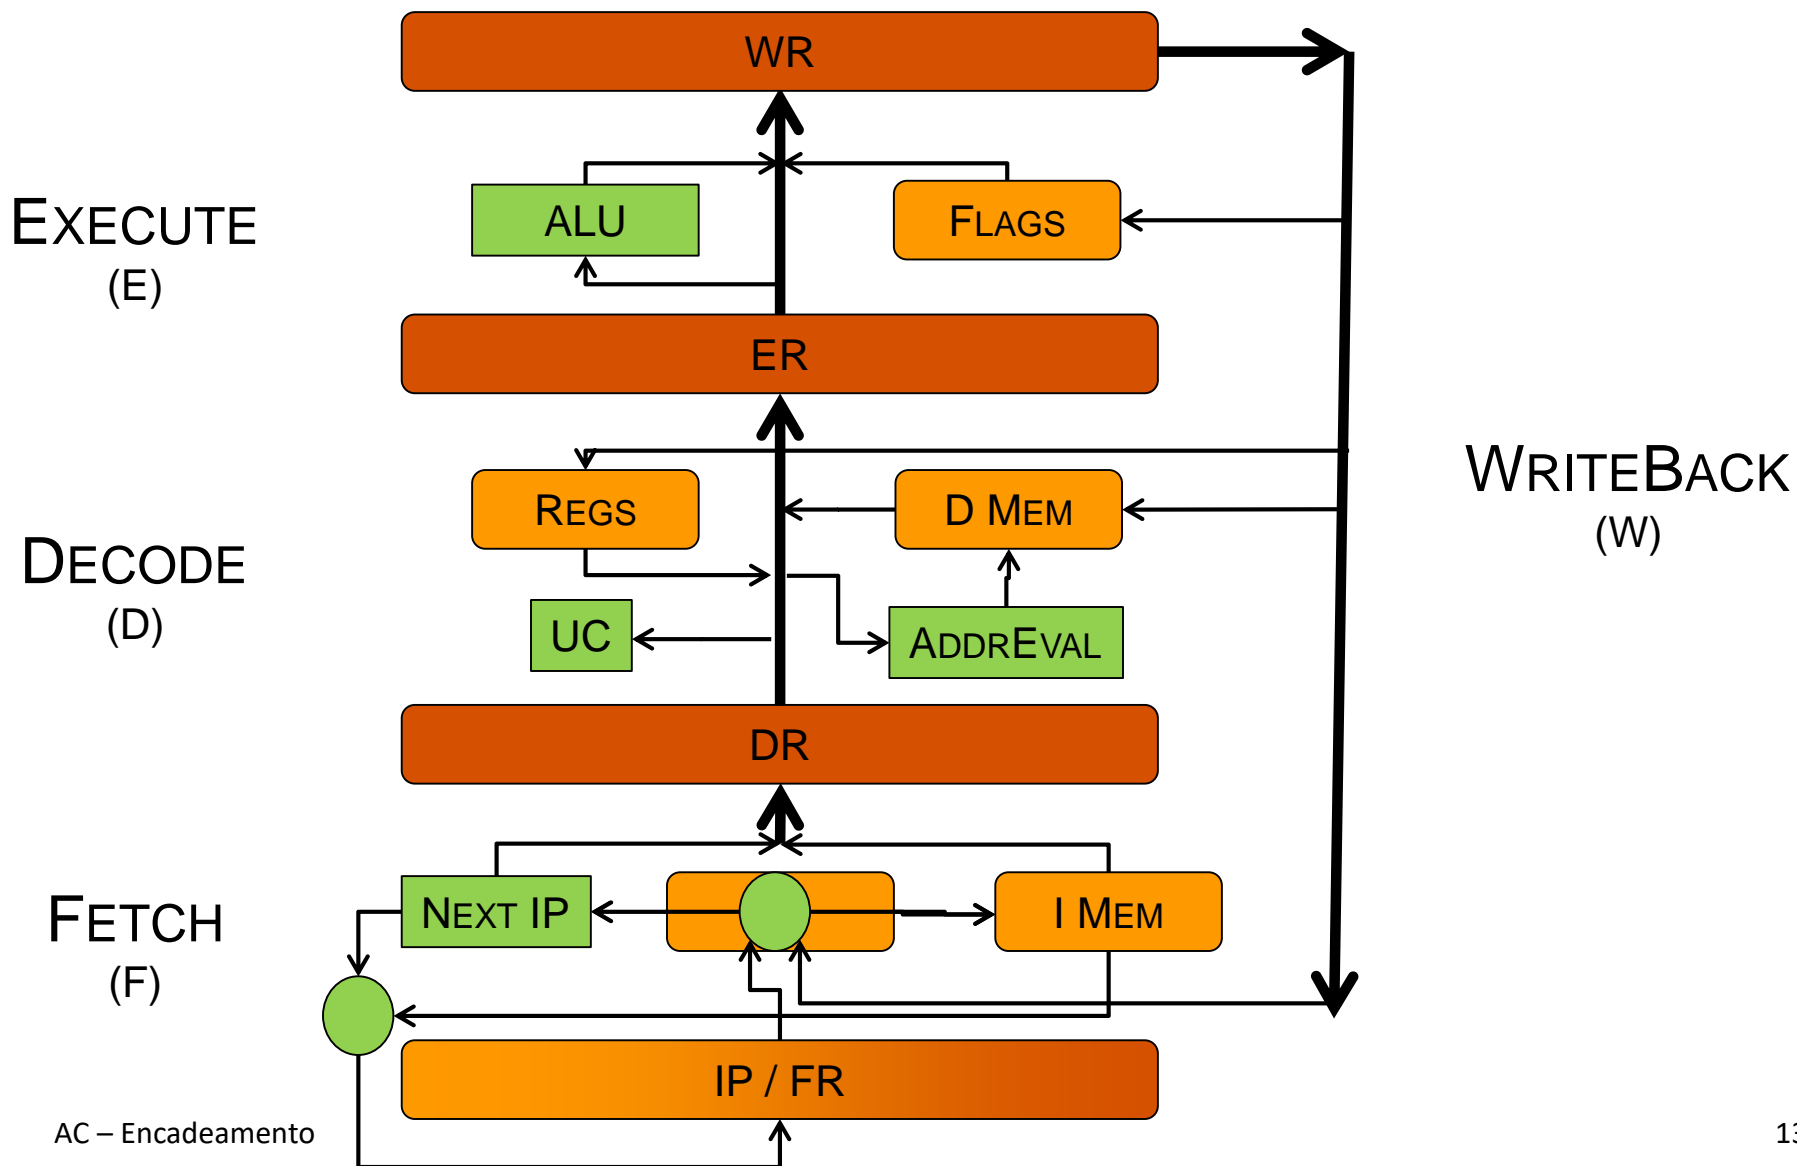 WR
ALU
FLAGS
EXECUTE
(E)
ER
REGS
D MEM
WRITEBACK
(W)
DECODE
(D)
UC
ADDREVAL
DR
NEXT IP
I MEM
FETCH
(F)
IP / FR
AC – Encadeamento
13